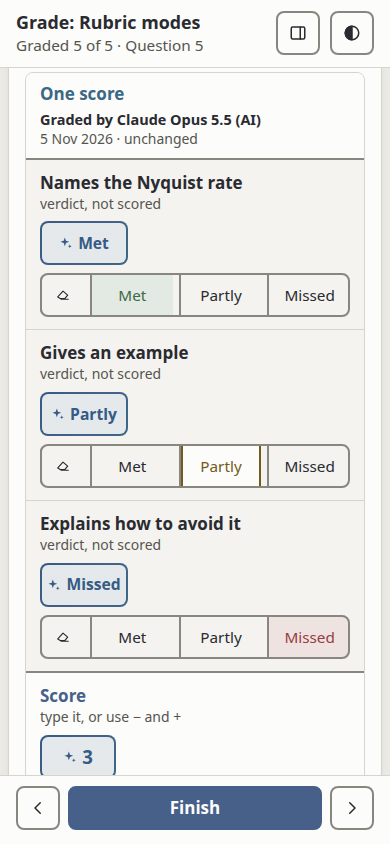 Grade: Rubric modes
Graded 5 of 5 · Question 5
One score
Graded by Claude Opus 5.5 (AI)
5 Nov 2026 · unchanged
Names the Nyquist rate
verdict, not scored
Met
Met Partly Missed
Gives an example
verdict, not scored
Partly
Met Partly Missed
Explains how to avoid it
verdict, not scored
Missed
Met Partly Missed
Score
type it, or use − and +
3
Finish